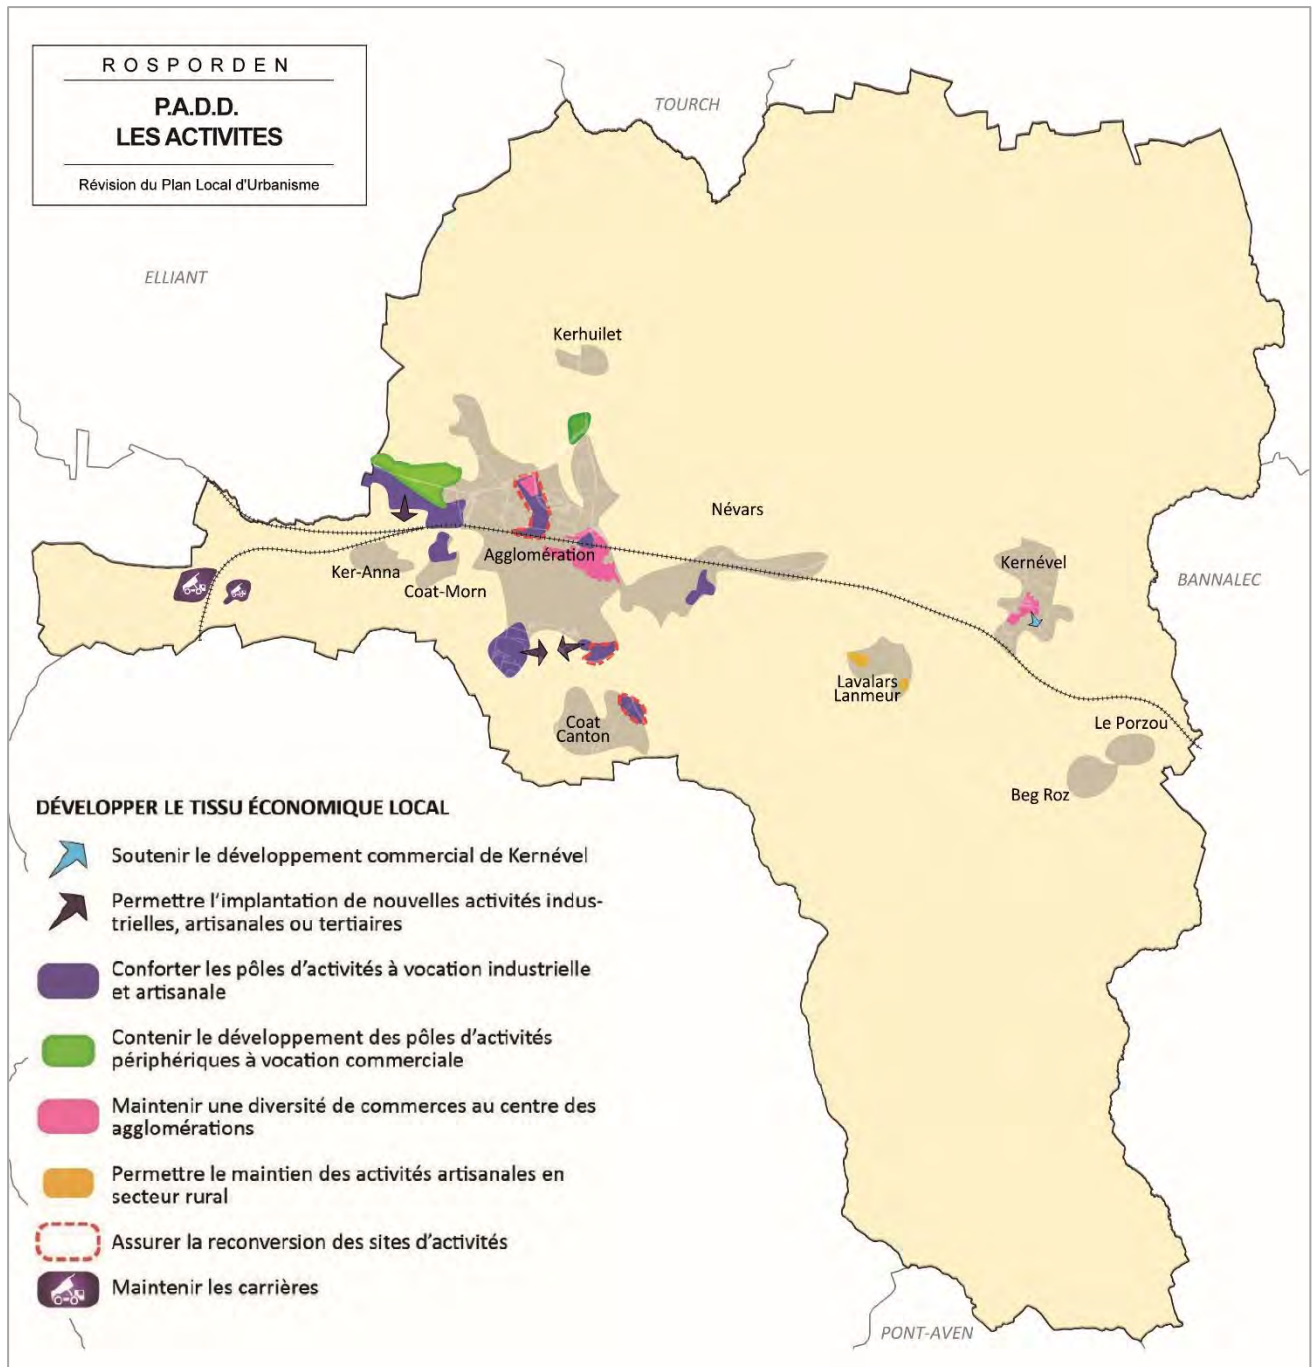 ROSPORDEN
P.A.D.D.
LES ACTIVITES
Révision du Plan Local d'Urbanisme
TOURCH
ELLIANT
Kerhuilet
Névars
Agglomération
Ker-Anna
Coat-Morn
Kernével
BANNALEC
Lavalars
Lanmeur
Coat
Canton
Le Porzou
Beg Roz
DÉVELOPPER LE TISSU ÉCONOMIQUE LOCAL
Soutenir le développement commercial de Kernével
Permettre l'implantation de nouvelles activités indus-
trielles, artisanales ou tertiaires
Conforter les pôles d'activités à vocation industrielle
et artisanale
Contenir le développement des pôles d'activités
périphériques à vocation commerciale
Maintenir une diversité de commerces au centre des
agglomérations
Permettre le maintien des activités artisanales en
secteur rural
Assurer la reconversion des sites d'activités
Maintenir les carrières
PONT-AVEN